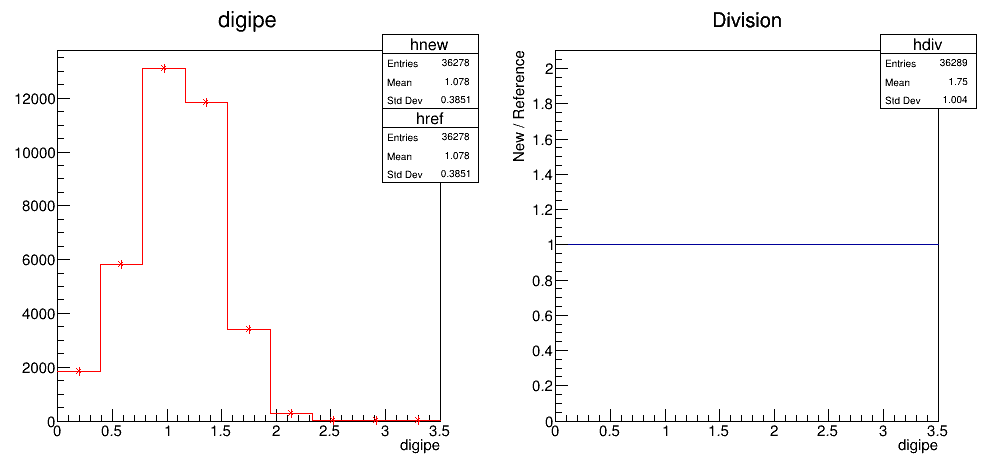 digipe
hnew
Entries 36278
Mean 1.078
Std Dev 0.3851
href
Entries 36278
Mean 1.078
Std Dev 0.3851
12000
10000
8000
6000
4000
2000
0
0 0.5 1 1.5 2 2.5 3 3.5
digipe
Division
hdiv
Entries 36289
Mean 1.75
Std Dev 1.004
New / Reference
2
1.8
1.6
1.4
1.2
1
0.8
0.6
0.4
0.2
0
0 0.5 1 1.5 2 2.5 3 3.5
digipe